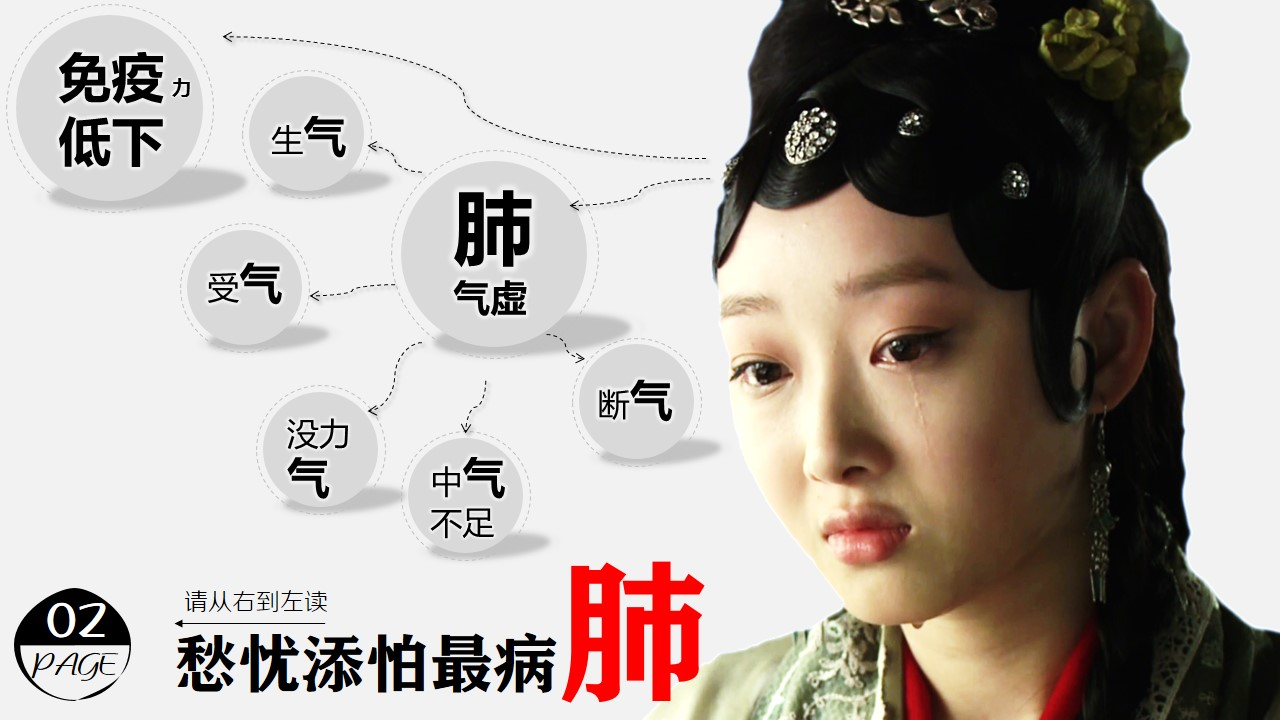 免疫力
低下
生气
肺
气虚
受气
断气
没力
气
中气
不足
请从右到左读
愁忧添怕最病肺
02
PAGE